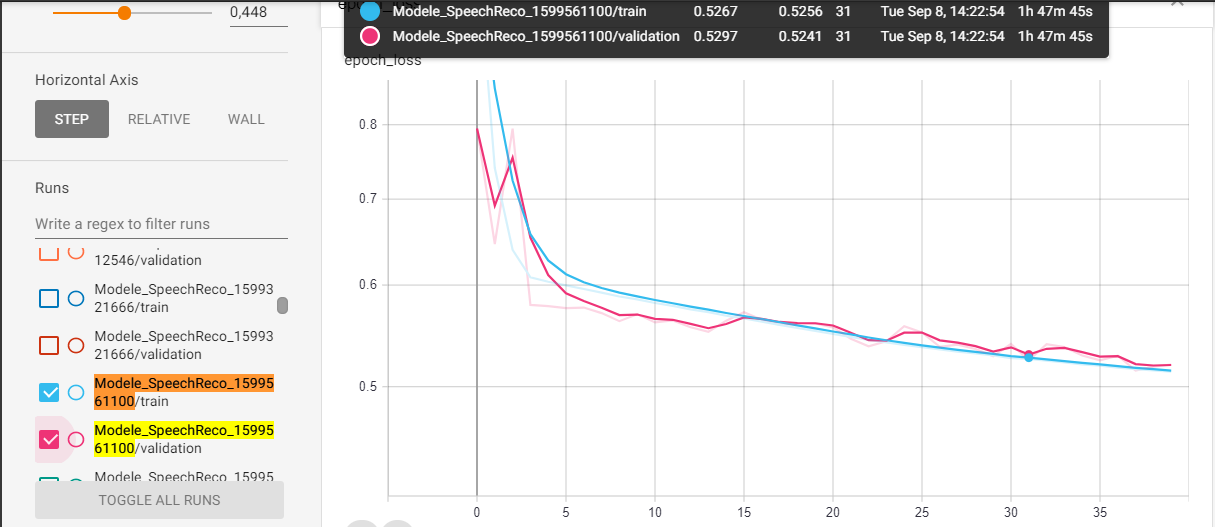 0,448
Horizontal Axis
STEP RELATIVE WALL
Runs
Write a regex to filter runs
12546/validation
Modele_SpeechReco_15993
21666/train
Modele_SpeechReco_15993
21666/validation
Modele_SpeechReco_15995
61100/train
Modele_SpeechReco_15995
61100/validation
Modele_SpeechReco_15995
TOGGLE ALL RUNS
Modele_SpeechReco_1599561100/train 0.5267 0.5256 31 Tue Sep 8, 14:22:54 1h 47m 45s
Modele_SpeechReco_1599561100/validation 0.5297 0.5241 31 Tue Sep 8, 14:22:54 1h 47m 45s
epoch_loss
0.8
0.7
0.6
0.5
0 5 10 15 20 25 30 35